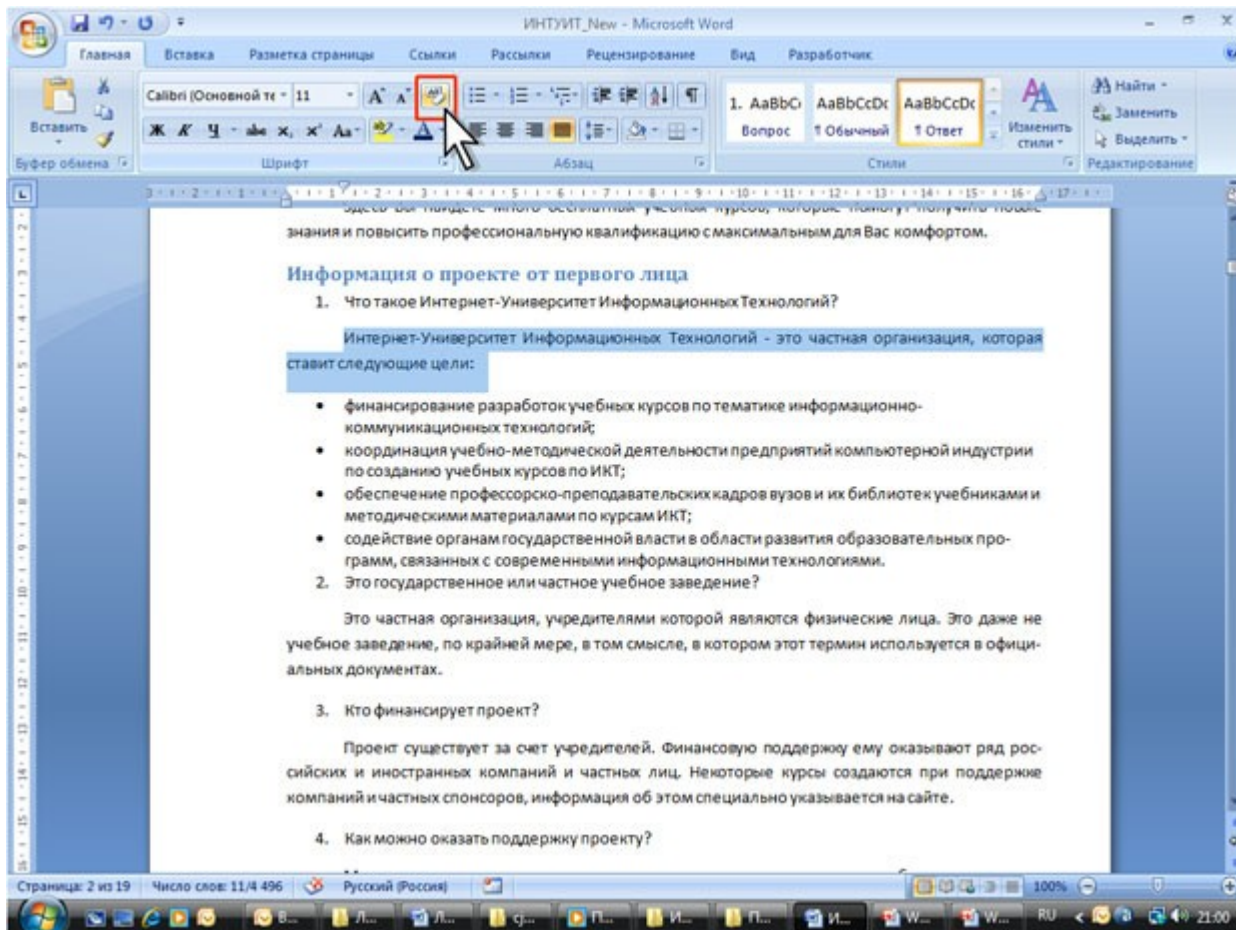 ИНТУИТ_New - Microsoft Word
Главная Вставка Разметка страницы Ссылки Рассылки Рецензирование Вид Разработчик
Calibri (Основной те 11
Найти
Заменить
Выделить
Вставить
Ж К Ч abc x, x' Aa
1. AaBbC AaBbCcDc AaBbCcDc
Вопрос ¶ Обычный ¶ Ответ
Изменить стили
Буфер обмена Шрифт Абзац Стили Редактирование
знания и повысить профессиональную квалификацию с максимальным для Вас комфортом.
Информация о проекте от первого лица
1. Что такое Интернет-Университет Информационных Технологий?
Интернет-Университет Информационных Технологий - это частная организация, которая
ставит следующие цели:
• финансирование разработок учебных курсов по тематике информационно-
коммуникационных технологий;
• координация учебно-методической деятельности предприятий компьютерной индустрии
по созданию учебных курсов по ИКТ;
• обеспечение профессорско-преподавательских кадров вузов и их библиотек учебниками и
методическими материалами по курсам ИКТ;
• содействие органам государственной власти в области развития образовательных про-
грамм, связанных с современными информационными технологиями.
2. Это государственное или частное учебное заведение?
Это частная организация, учредителями которой являются физические лица. Это даже не
учебное заведение, по крайней мере, в том смысле, в котором этот термин используется в офици-
альных документах.
3. Кто финансирует проект?
Проект существует за счет учредителей. Финансовую поддержку ему оказывают ряд рос-
сийских и иностранных компаний и частных лиц. Некоторые курсы создаются при поддержке
компаний и частных спонсоров, информация об этом специально указывается на сайте.
4. Как можно оказать поддержку проекту?
Страница: 2 из 19 Число слов: 11/4 496 Русский (Россия) 100%
В... Л... Л... cj... П... И... П... И... W... W... RU 21:00